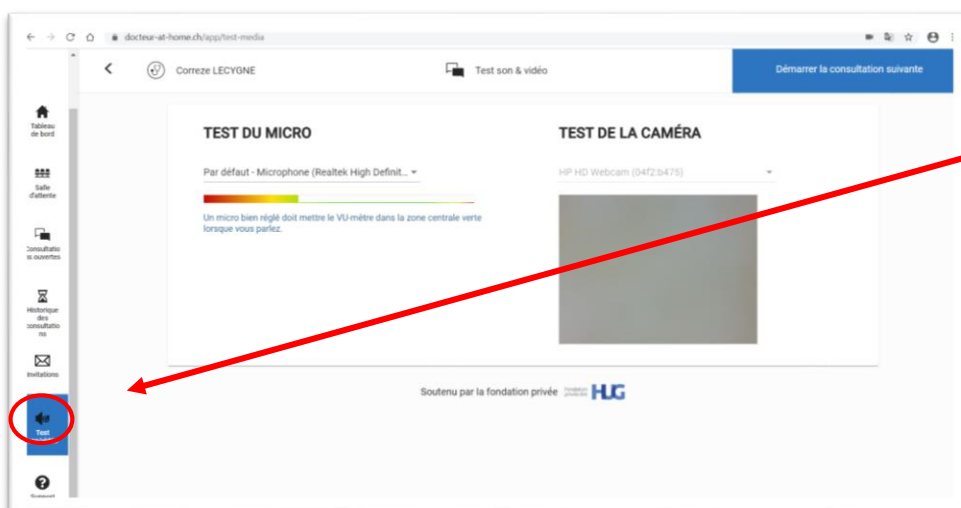 docteur-at-home.ch/app/test-media
Correze LECYGNE
Test son & vidéo
Démarrer la consultation suivante
Tableau
de bord
Salle
d'attente
Consultatio
ns ouvertes
Historique
des
consultatio
ns
Invitations
Test
TEST DU MICRO
Par défaut - Microphone (Realtek High Definit...
Un micro bien réglé doit mettre le VU-mètre dans la zone centrale verte
lorsque vous parlez.
TEST DE LA CAMÉRA
HP HD Webcam (04f2:b475)
Soutenu par la fondation privée
HUG
Support